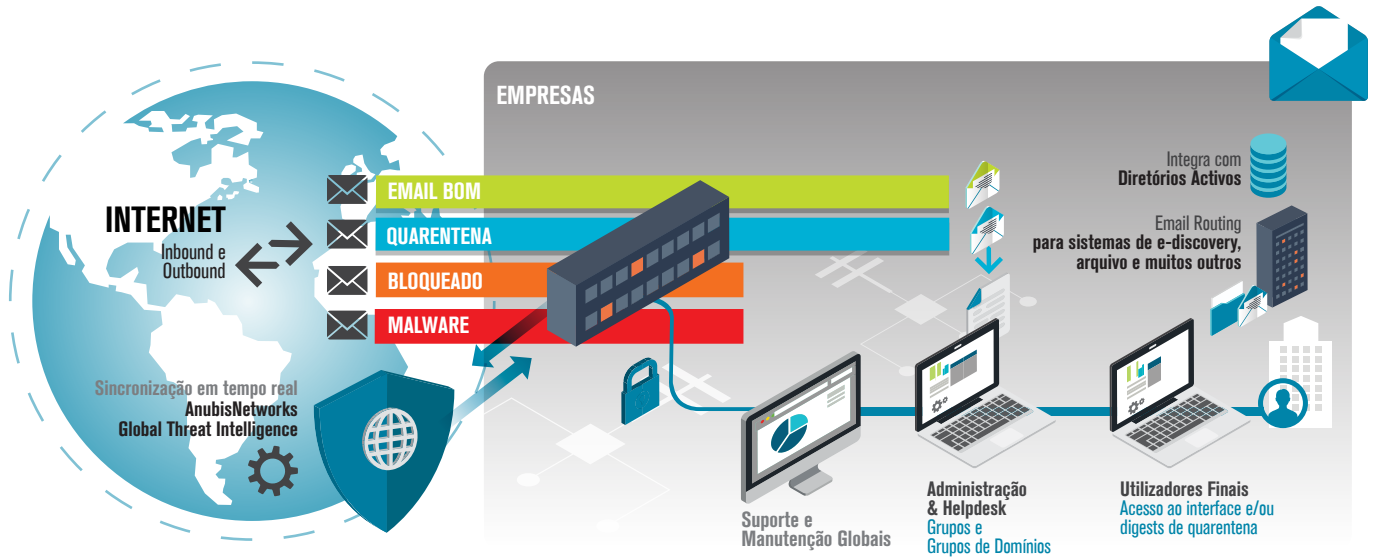 EMPRESAS
INTERNET
Inbound e
Outbound
EMAIL BOM
QUARENTENA
BLOQUEADO
MALWARE
Sincronização em tempo real
AnubisNetworks
Global Threat Intelligence
Integra com
Diretórios Activos
Email Routing
para sistemas de e-discovery,
arquivo e muitos outros
Suporte e
Manutenção Globais
Administração
& Helpdesk
Grupos e
Grupos de Domínios
Utilizadores Finais
Acesso ao interface e/ou
digests de quarentena